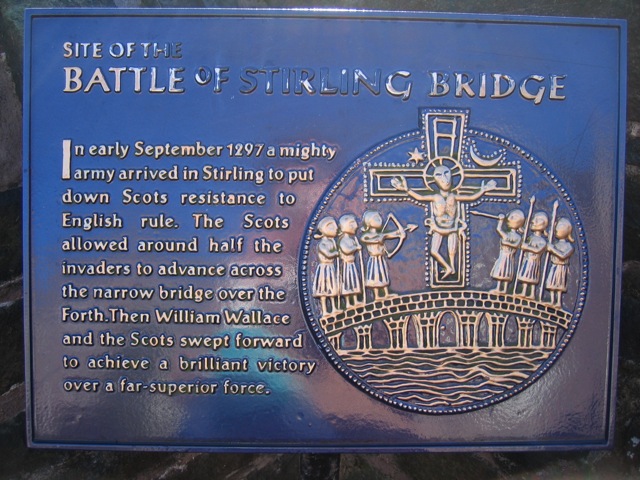 SITE OF THE
BATTLE OF STIRLING BRIDGE
In early September 1297 a mighty
army arrived in Stirling to put
down Scots resistance to
English rule. The Scots
allowed around half the
invaders to advance across
the narrow bridge over the
Forth. Then William Wallace
and the Scots swept forward
to achieve a brilliant victory
over a far-superior force.